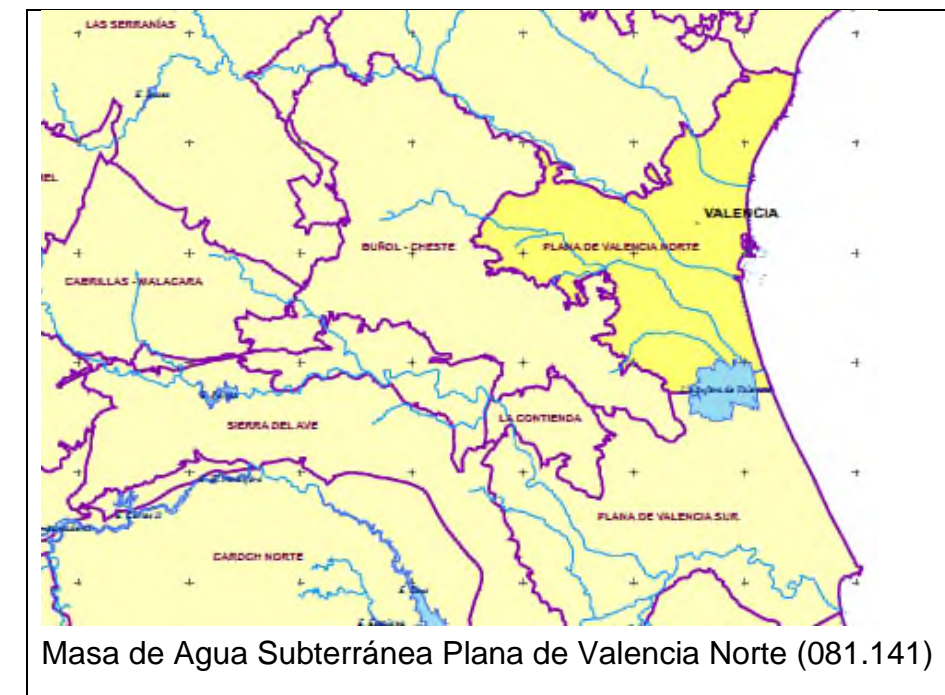 LAS SERRANÍAS
VALENCIA
BUÑOL - CHESTE
PLANA DE VALENCIA NORTE
CABRILLAS - MALACARA
LA CONTIENDA
SIERRA DEL AVE
PLANA DE VALENCIA SUR
CAROCH NORTE
Masa de Agua Subterránea Plana de Valencia Norte (081.141)